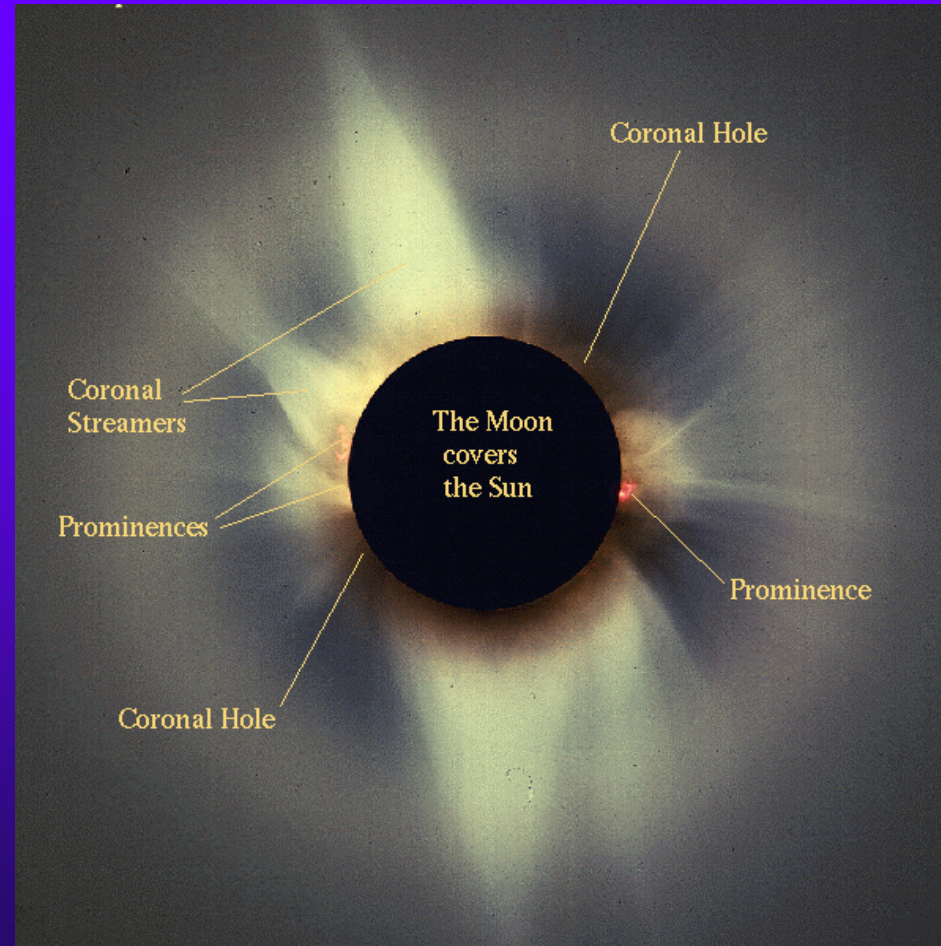 Coronal Hole
Coronal
Streamers
The Moon
covers
the Sun
Prominences
Prominence
Coronal Hole